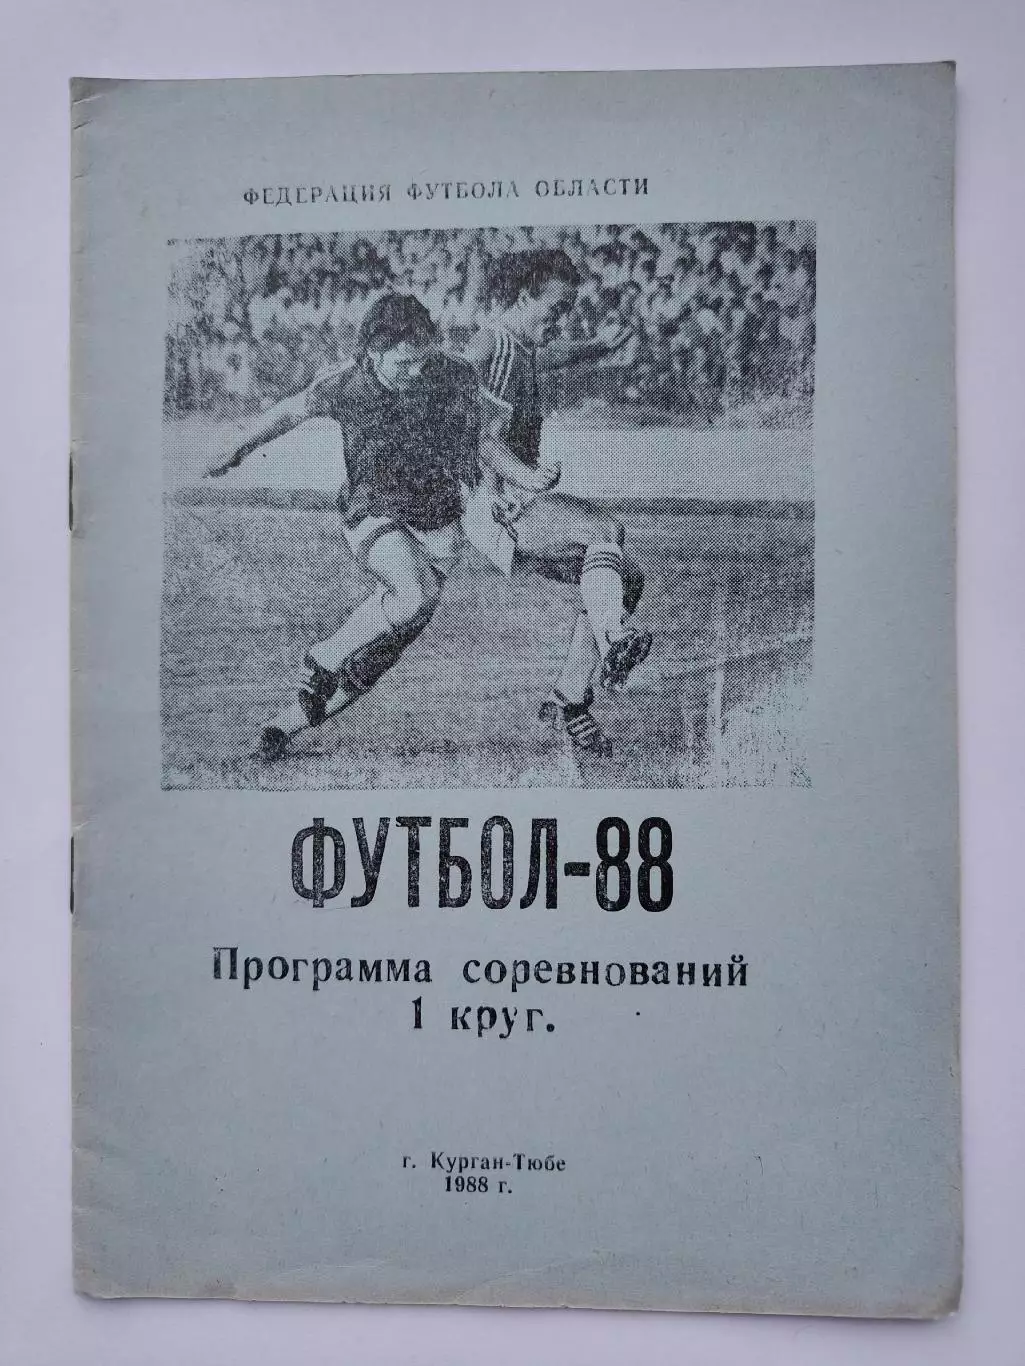 ФЕДЕРАЦИЯ ФУТБОЛА ОБЛАСТИ
ФУТБОЛ-88
Программа соревнований
1 круг.
г. Курган-Тюбе
1988 г.